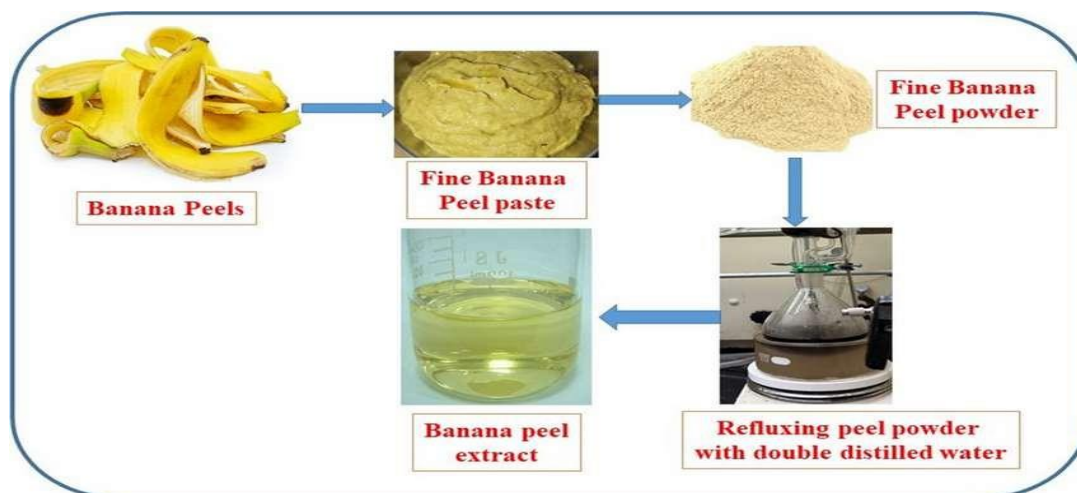 Banana Peels
Fine Banana
Peel paste
Fine Banana
Peel powder
Refluxing peel powder
with double distilled water
Banana peel
extract